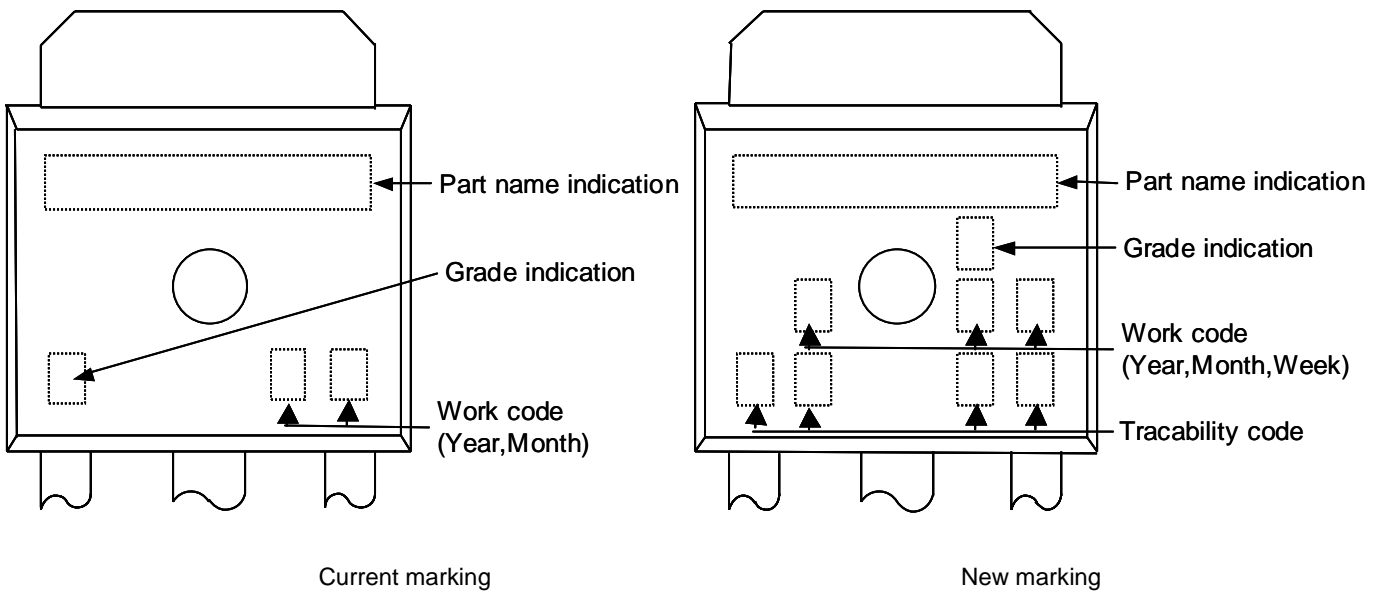 Part name indication
Grade indication
Work code
(Year,Month)
Current marking
Part name indication
Grade indication
Work code
(Year,Month,Week)
Tracability code
New marking